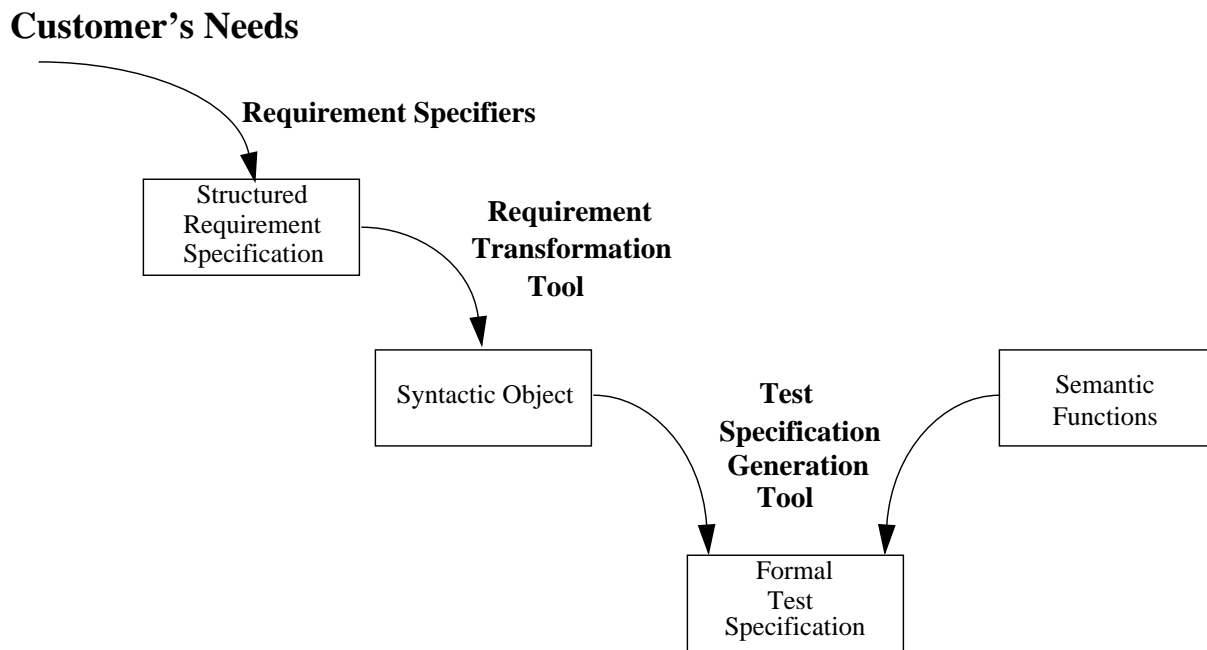 Customer’s Needs
Requirement Specifiers
Structured
Requirement
Specification
Requirement
Transformation
Tool
Syntactic Object
Test
Specification
Generation
Tool
Semantic
Functions
Formal
Test
Specification